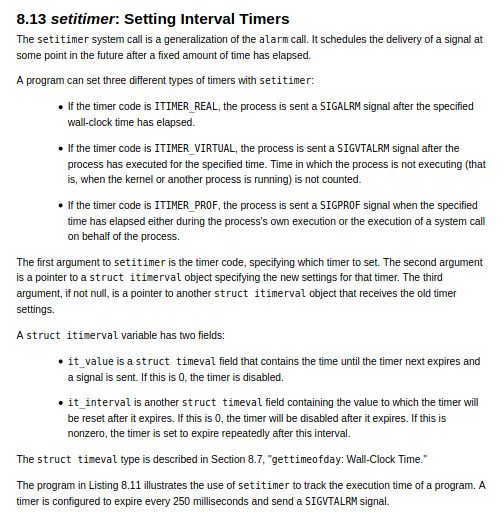 8.13 setitimer: Setting Interval Timers
The setitimer system call is a generalization of the alarm call. It schedules the delivery of a signal at
some point in the future after a fixed amount of time has elapsed.
A program can set three different types of timers with setitimer:
• If the timer code is ITIMER_REAL, the process is sent a SIGALRM signal after the specified
wall-clock time has elapsed.
• If the timer code is ITIMER_VIRTUAL, the process is sent a SIGVTALRM signal after the
process has executed for the specified time. Time in which the process is not executing (that
is, when the kernel or another process is running) is not counted.
• If the timer code is ITIMER_PROF, the process is sent a SIGPROF signal when the specified
time has elapsed either during the process's own execution or the execution of a system call
on behalf of the process.
The first argument to setitimer is the timer code, specifying which timer to set. The second argument
is a pointer to a struct itimerval object specifying the new settings for that timer. The third
argument, if not null, is a pointer to another struct itimerval object that receives the old timer
settings.
A struct itimerval variable has two fields:
• it_value is a struct timeval field that contains the time until the timer next expires and
a signal is sent. If this is 0, the timer is disabled.
• it_interval is another struct timeval field containing the value to which the timer will
be reset after it expires. If this is 0, the timer will be disabled after it expires. If this is
nonzero, the timer is set to expire repeatedly after this interval.
The struct timeval type is described in Section 8.7, "gettimeofday: Wall-Clock Time."
The program in Listing 8.11 illustrates the use of setitimer to track the execution time of a program. A
timer is configured to expire every 250 milliseconds and send a SIGVTALRM signal.